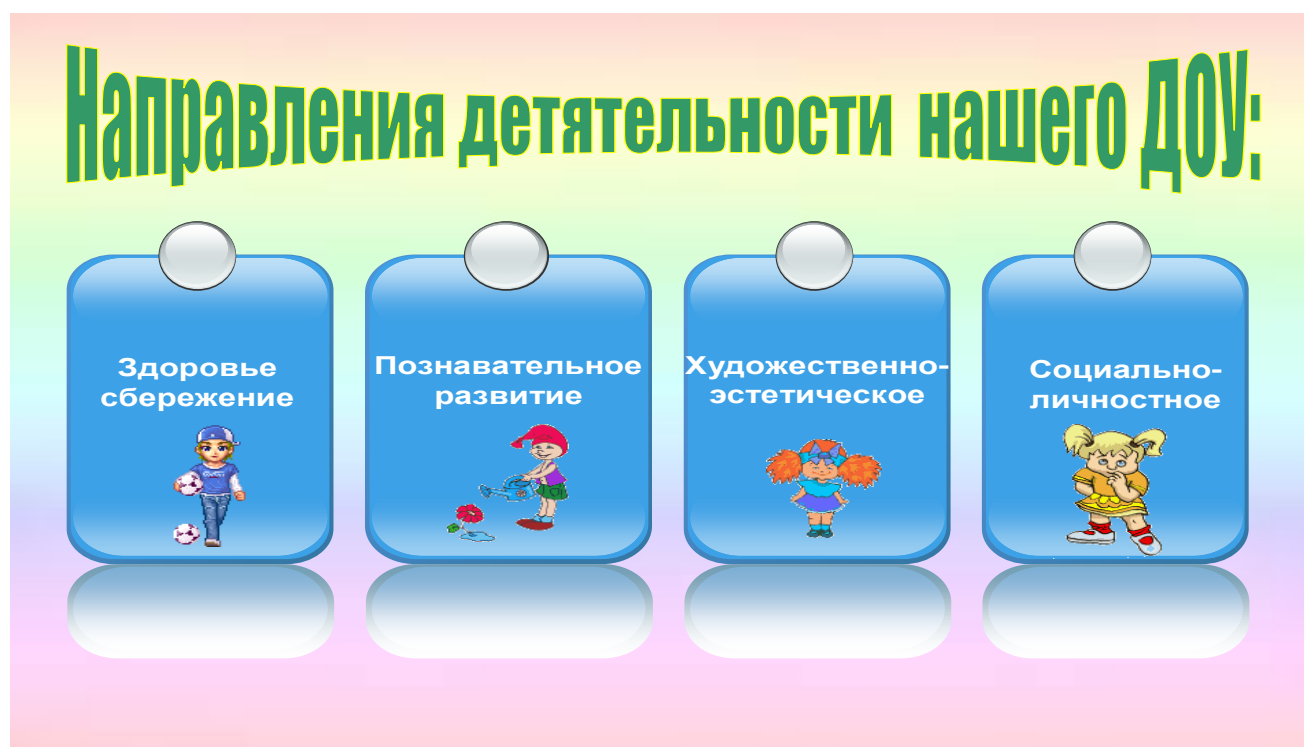 Направления детятельности нашего ДОУ:
Здоровье
сбережение
Познавательное
развитие
Художественно-
эстетическое
Социально-
личностное